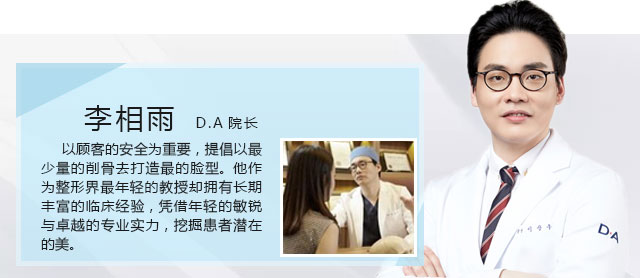 李相雨 D.A 院长
以顾客的安全为重要，提倡以最
少量的削骨去打造最的脸型。他作
为整形界最年轻的教授却拥有长期
丰富的临床经验，凭借年轻的敏锐
与卓越的专业实力，挖掘患者潜在
的美。
D·A